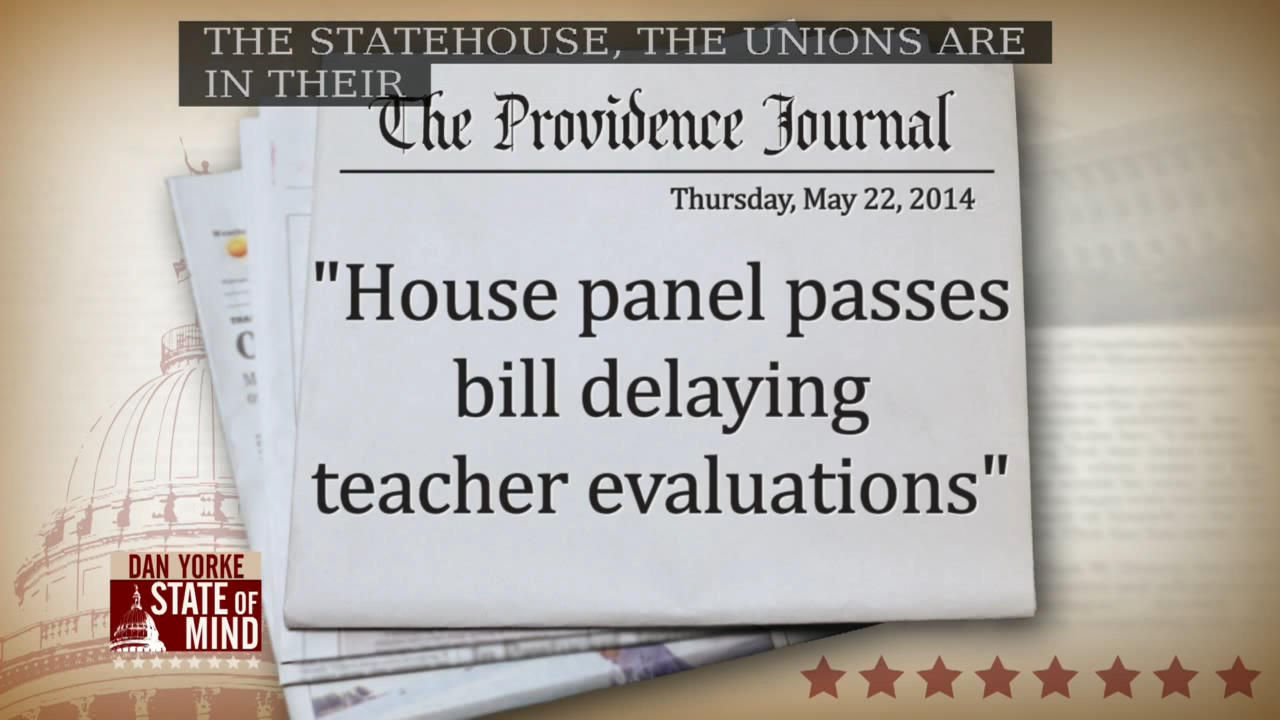 THE STATEHOUSE, THE UNIONS ARE
IN THEIR
The Providence Journal
Thursday, May 22, 2014
"House panel passes
bill delaying
teacher evaluations"
DAN YORKE
STATE OF
MIND